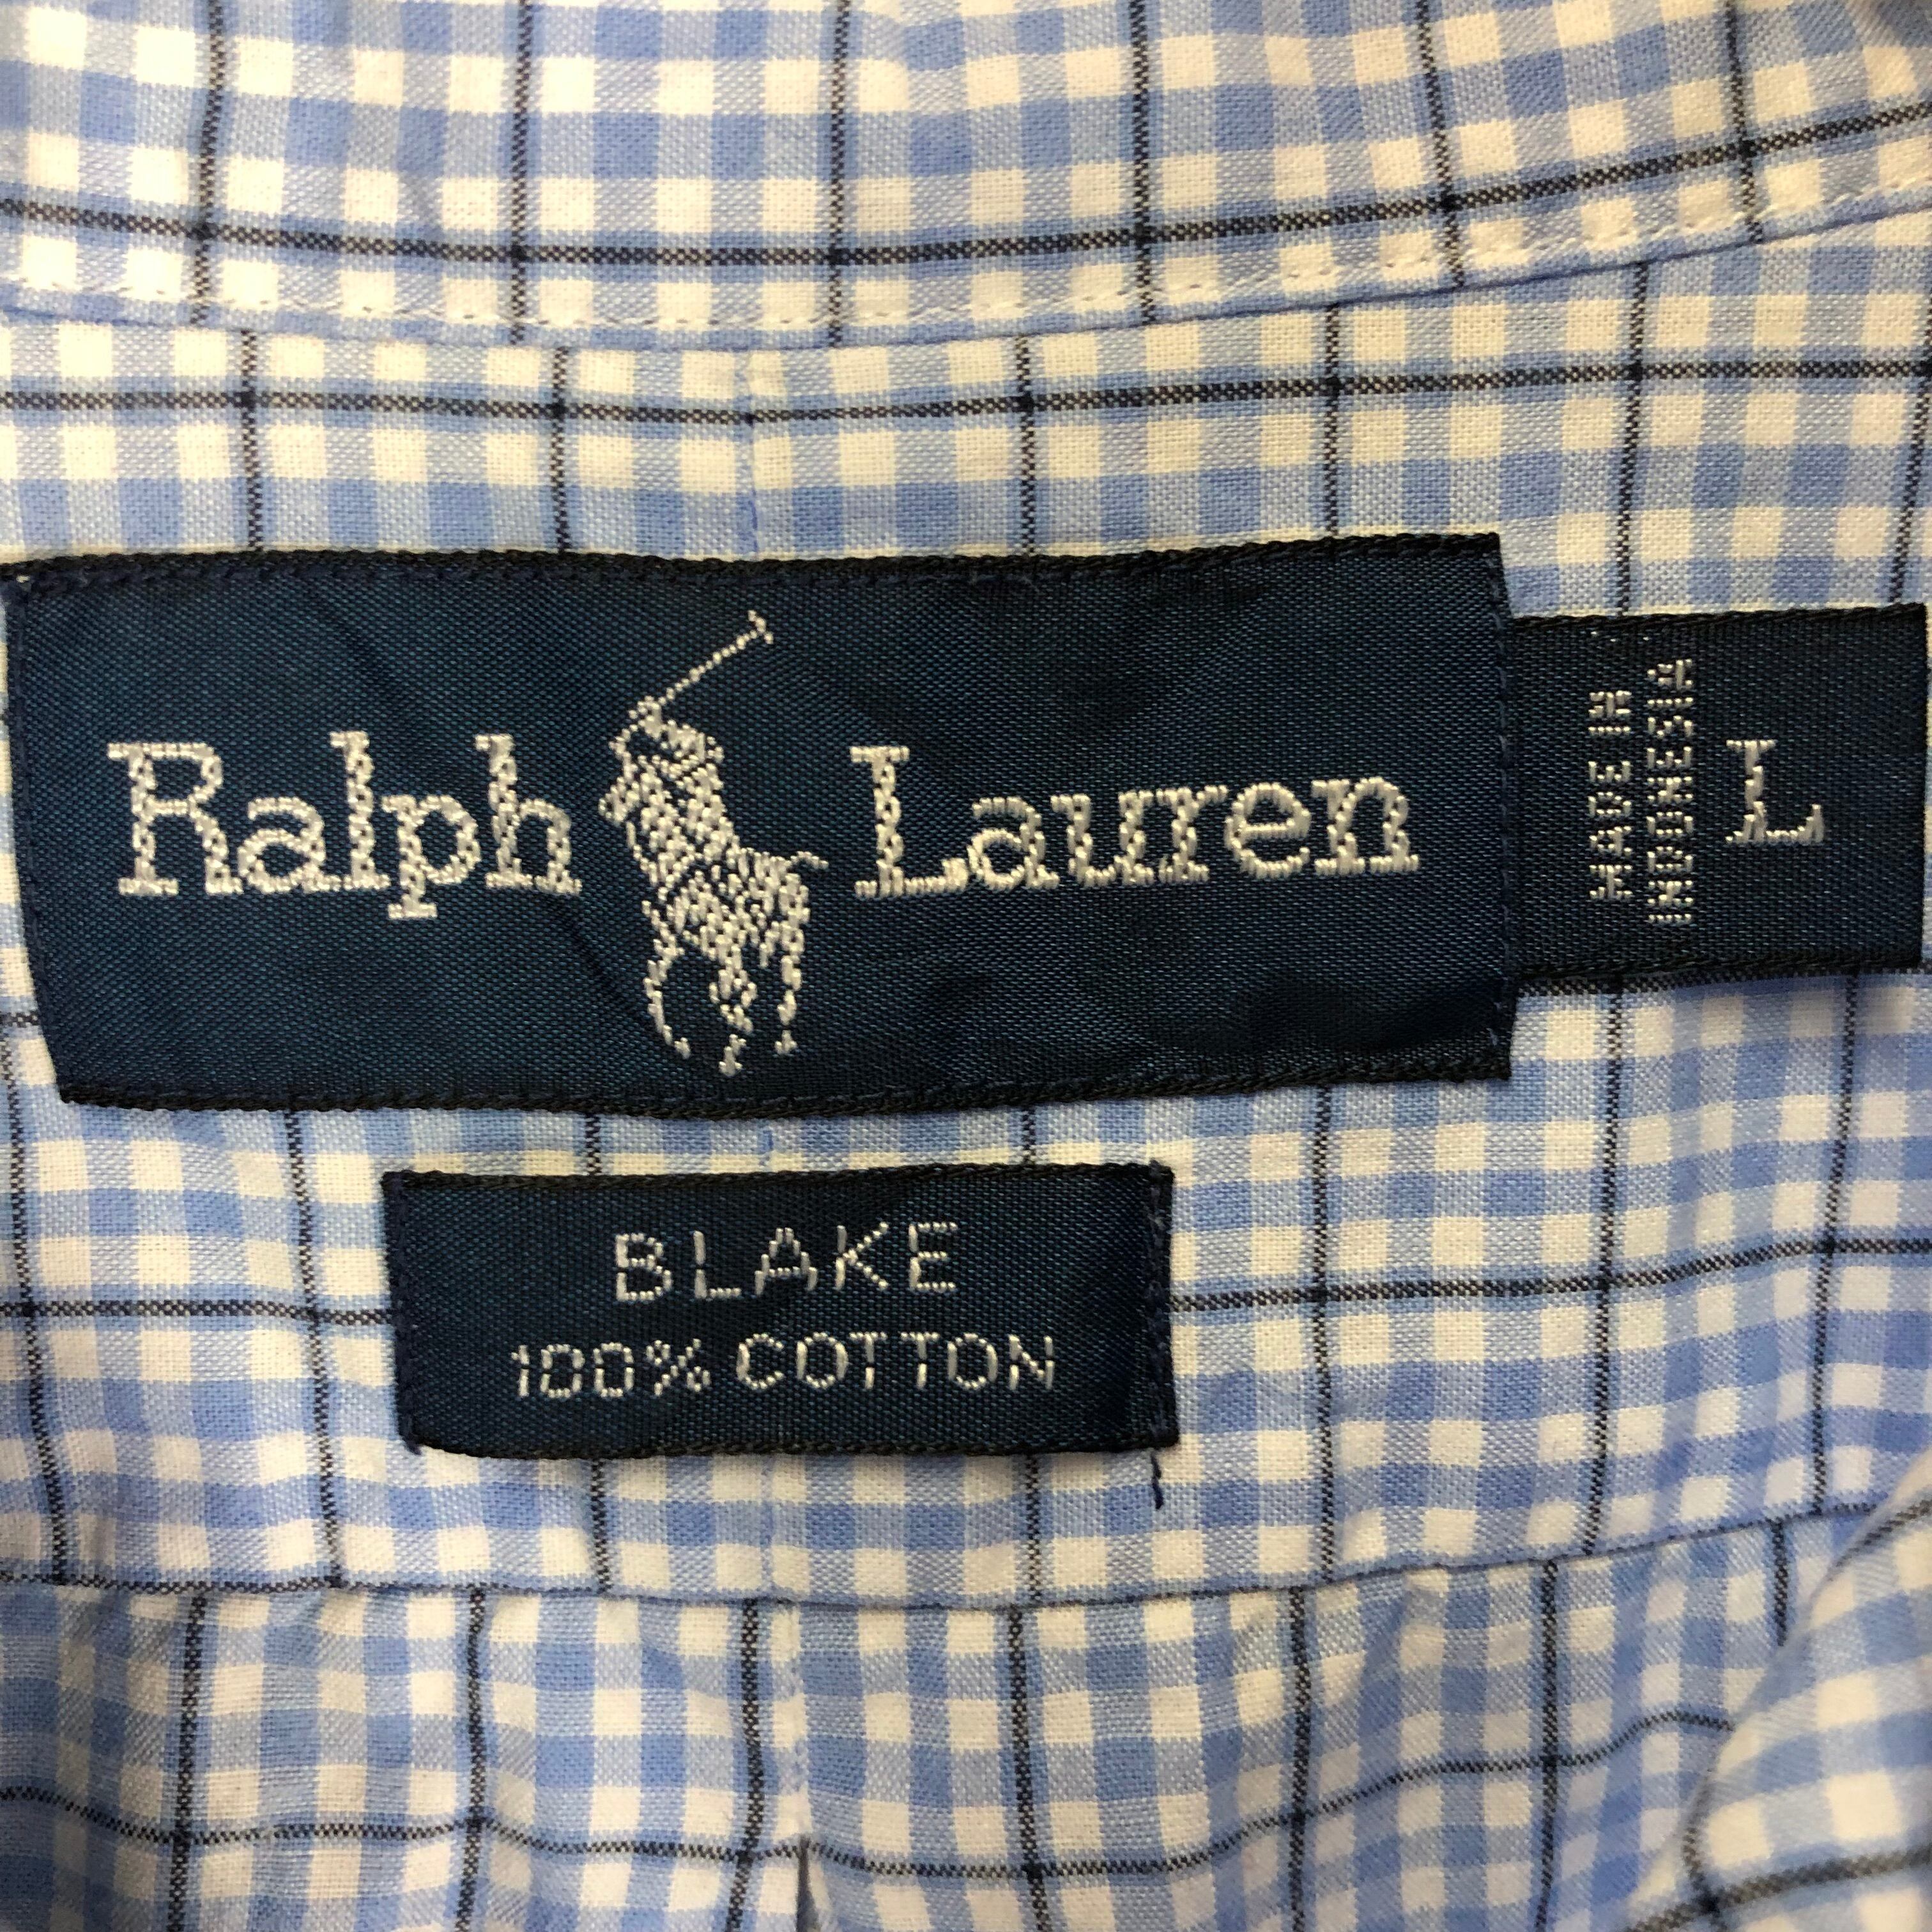 Ralph Lauren
MADE IN
INDONESIA
L
BLAKE
100% COTTON